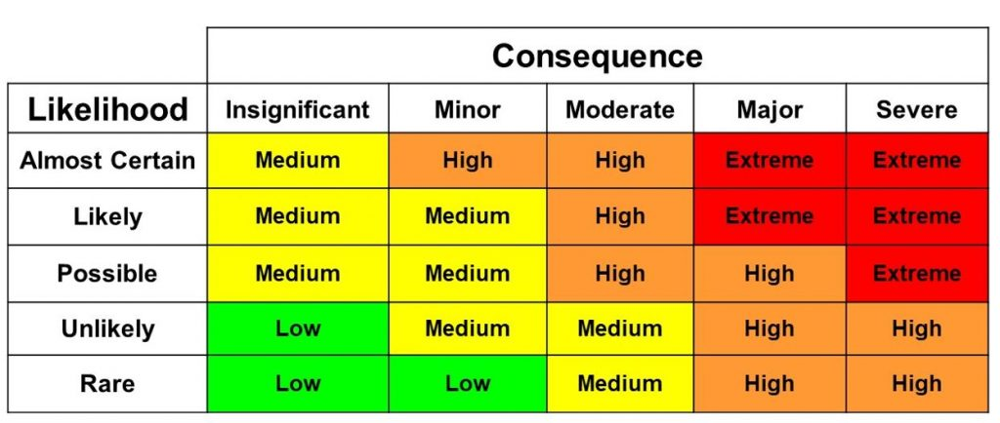 Consequence
Likelihood Insignificant Minor Moderate Major Severe
Almost Certain Medium High High Extreme Extreme
Likely Medium Medium High Extreme Extreme
Possible Medium Medium High High Extreme
Unlikely Low Medium Medium High High
Rare Low Low Medium High High